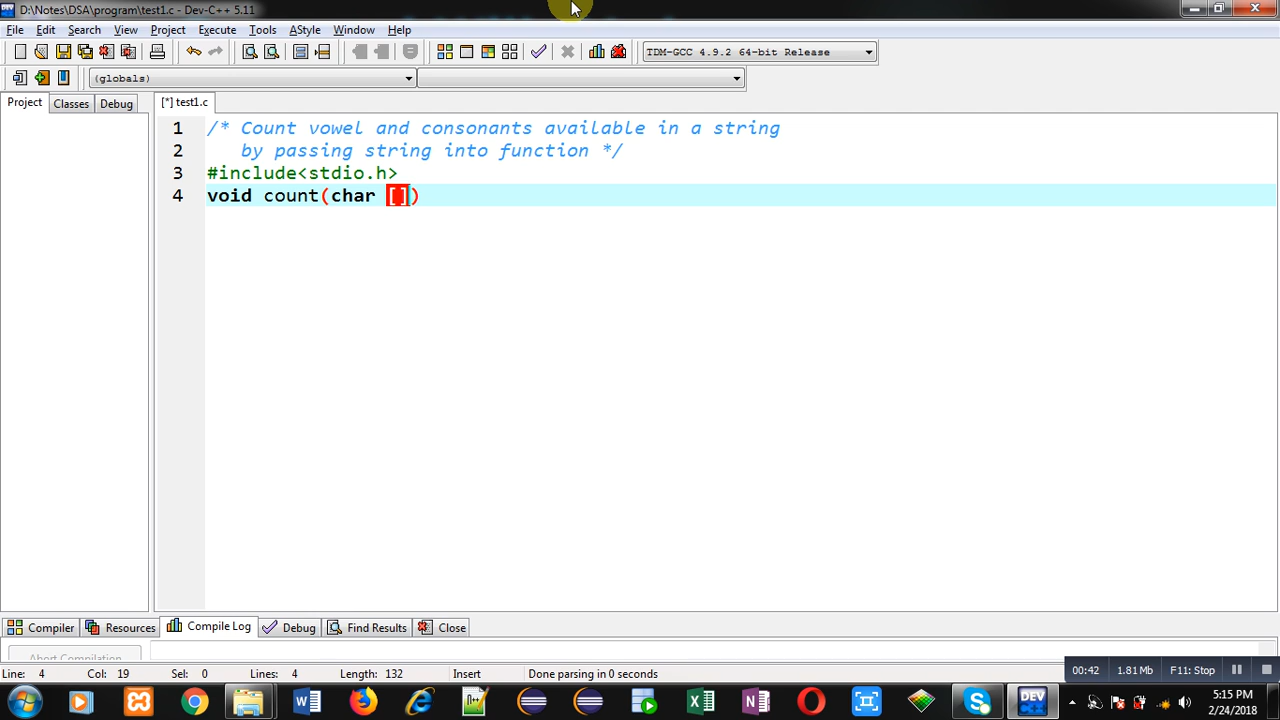 D:\Notes\DSA\program\test1.c - Dev-C++ 5.11
File Edit Search View Project Execute Tools AStyle Window Help
TDM-GCC 4.9.2 64-bit Release
(globals)
Project Classes Debug [*] test1.c
1 /* Count vowel and consonants available in a string
2 by passing string into function */
3 #include<stdio.h>
4 void count(char [])
Compiler Resources Compile Log Debug Find Results Close
Abort Compilation
Line: 4 Col: 19 Sel: 0 Lines: 4 Length: 132 Insert Done parsing in 0 seconds
00:42 1.81 Mb F11: Stop
5:15 PM
2/24/2018